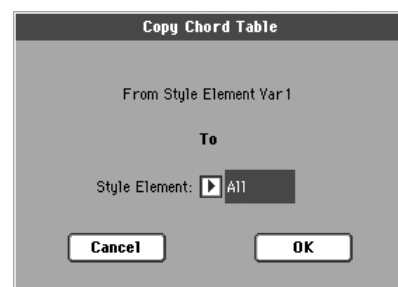 Copy Chord Table
From Style Element Var1
To
Style Element: All
Cancel OK